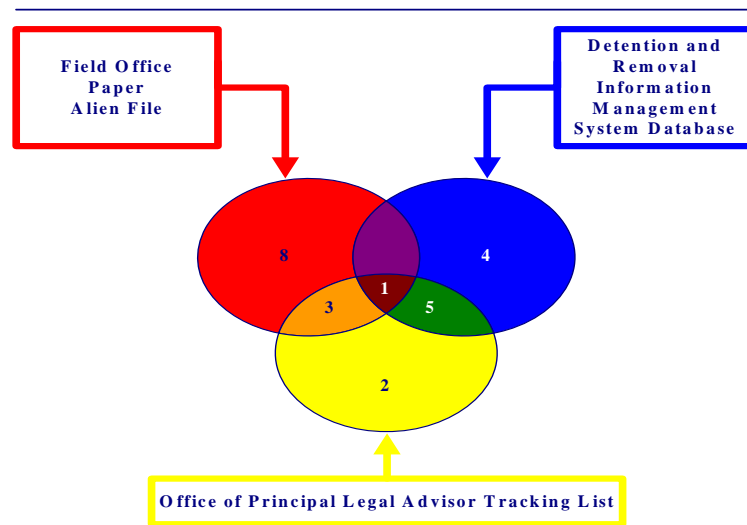 Field Office
Paper
Alien File
Detention and
Removal
Information
Management
System Database
8
4
1
3
5
2
Office of Principal Legal Advisor Tracking List